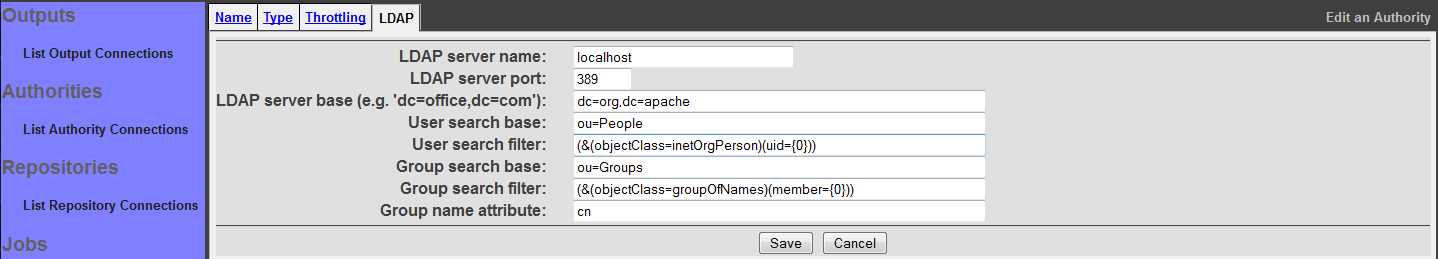 Outputs
List Output Connections
Authorities
List Authority Connections
Repositories
List Repository Connections
Jobs
Name Type Throttling LDAP Edit an Authority
LDAP server name: localhost
LDAP server port: 389
LDAP server base (e.g. 'dc=office,dc=com'): dc=org,dc=apache
User search base: ou=People
User search filter: (&(objectClass=inetOrgPerson)(uid={0}))
Group search base: ou=Groups
Group search filter: (&(objectClass=groupOfNames)(member={0}))
Group name attribute: cn
Save Cancel